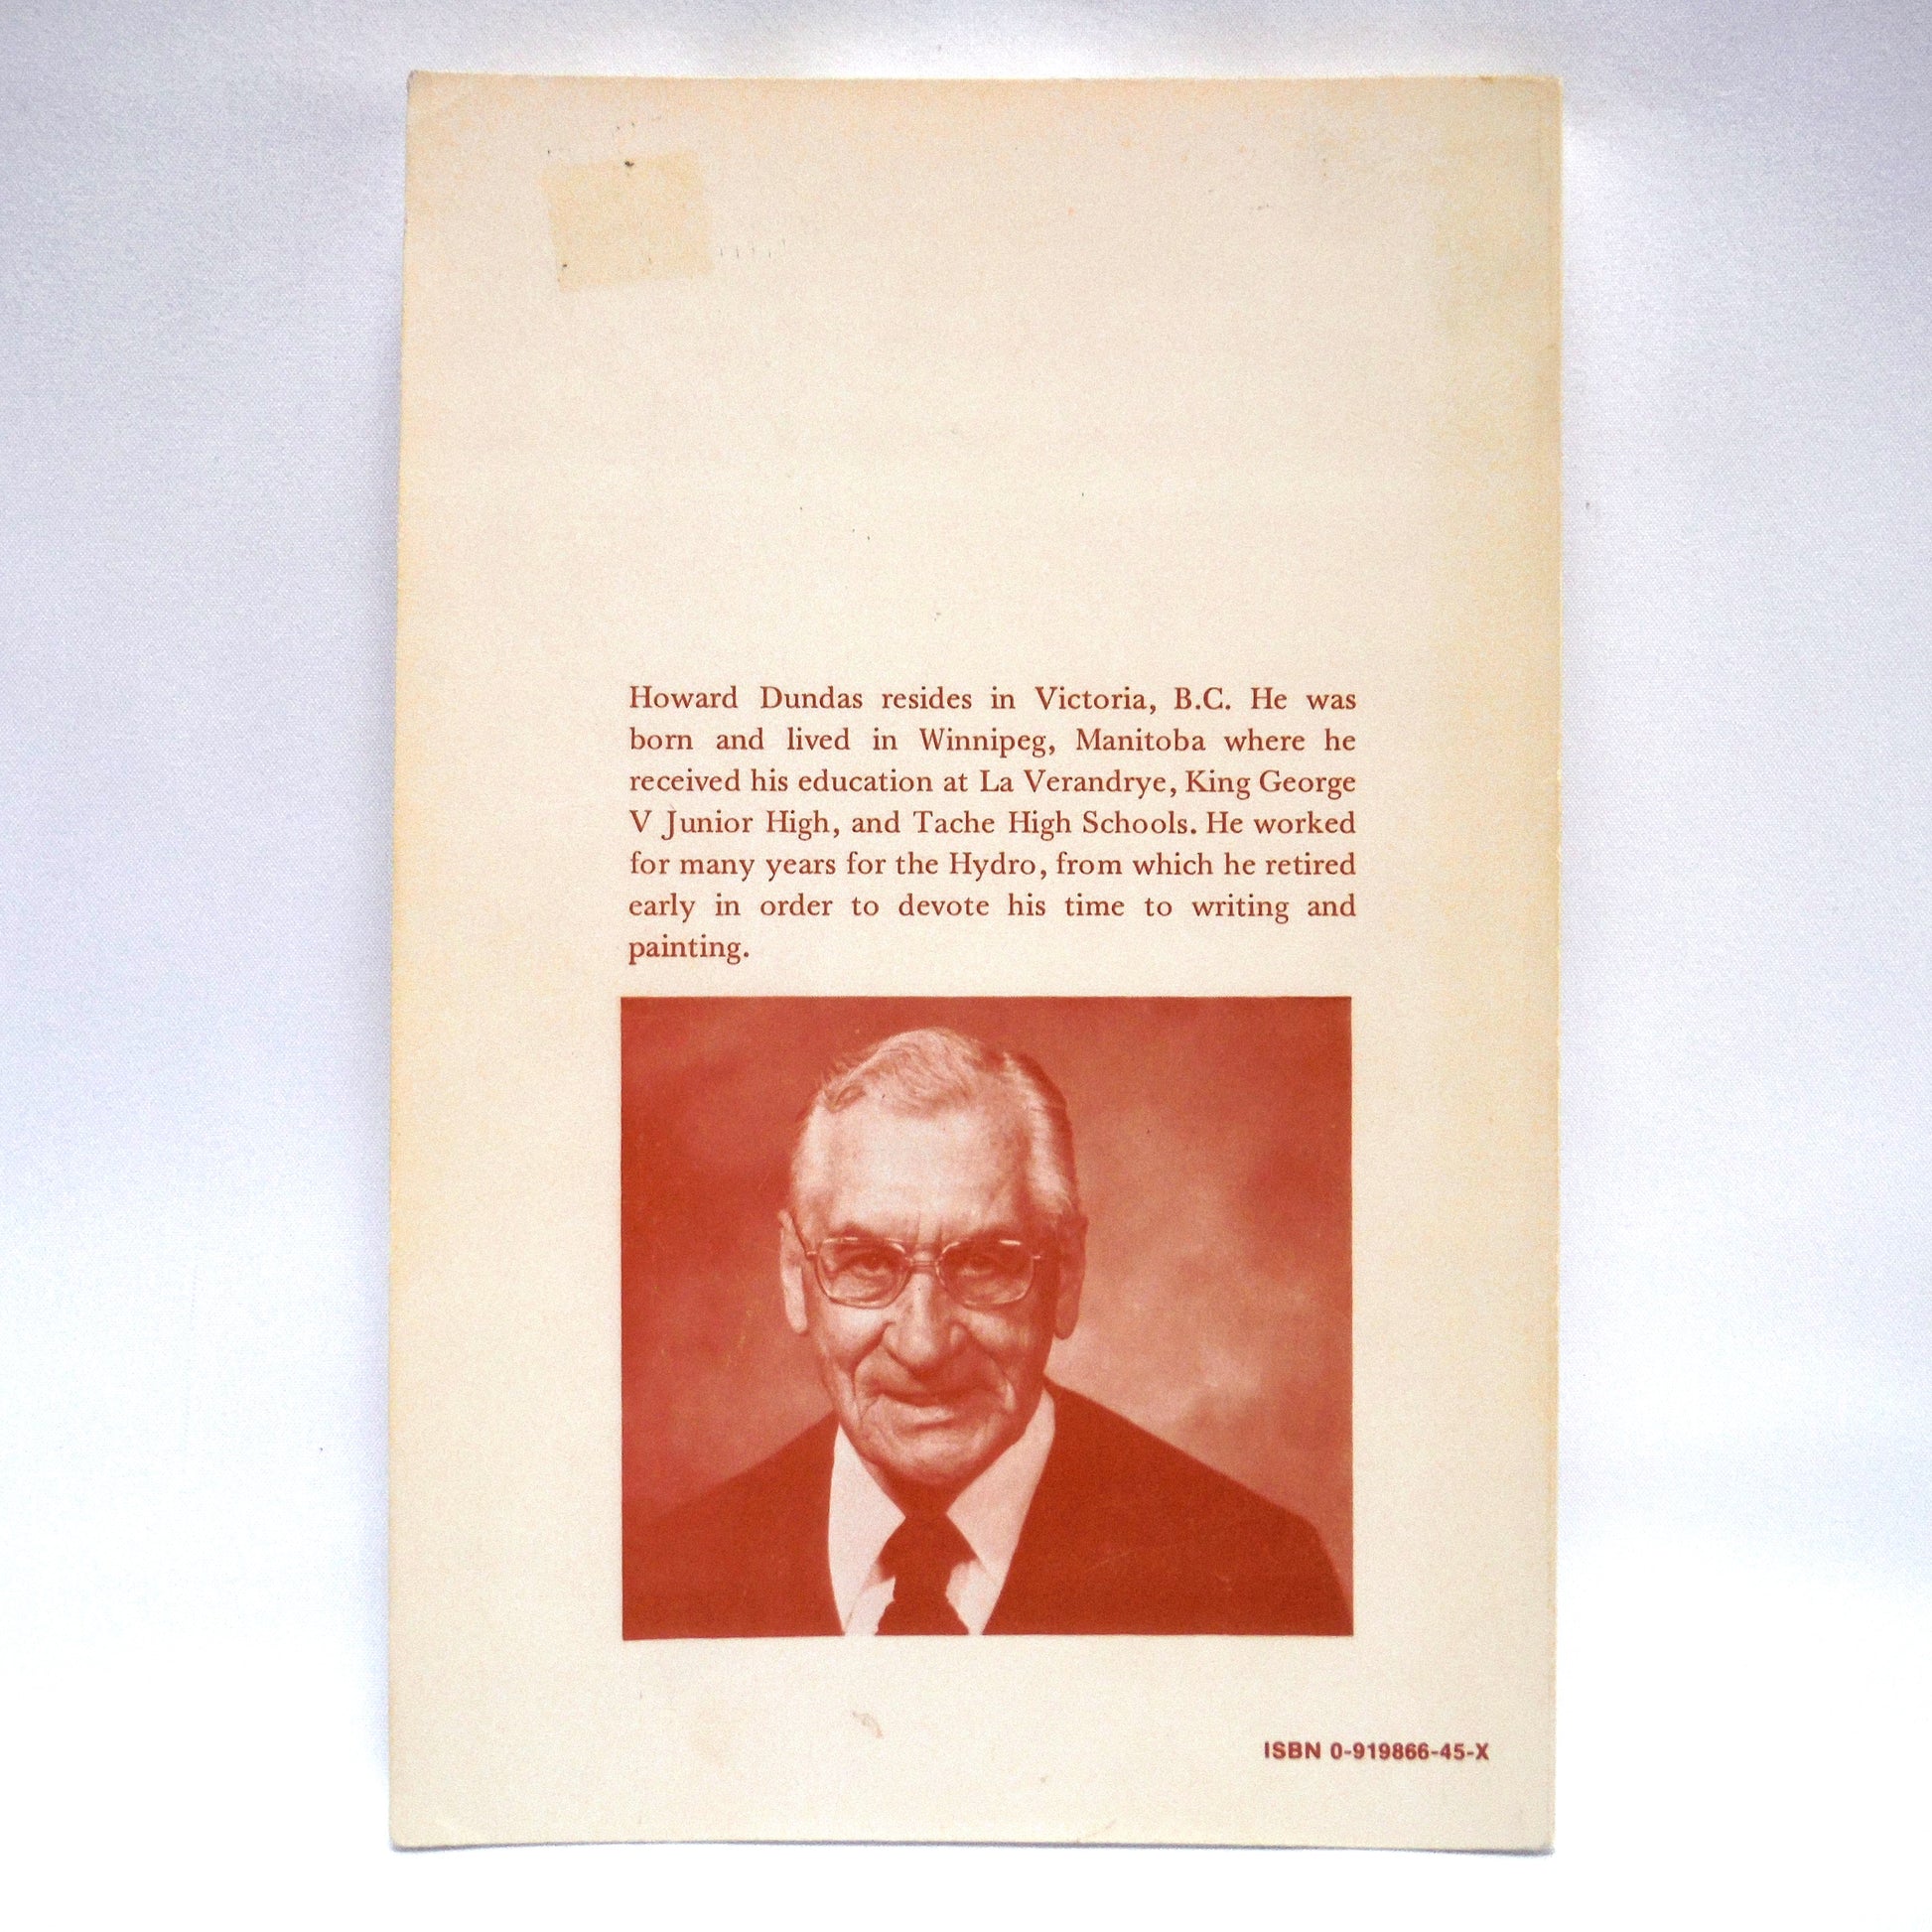 Howard Dundas resides in Victoria, B.C. He was
born and lived in Winnipeg, Manitoba where he
received his education at La Verandrye, King George
V Junior High, and Tache High Schools. He worked
for many years for the Hydro, from which he retired
early in order to devote his time to writing and
painting.
ISBN 0-919866-45-X